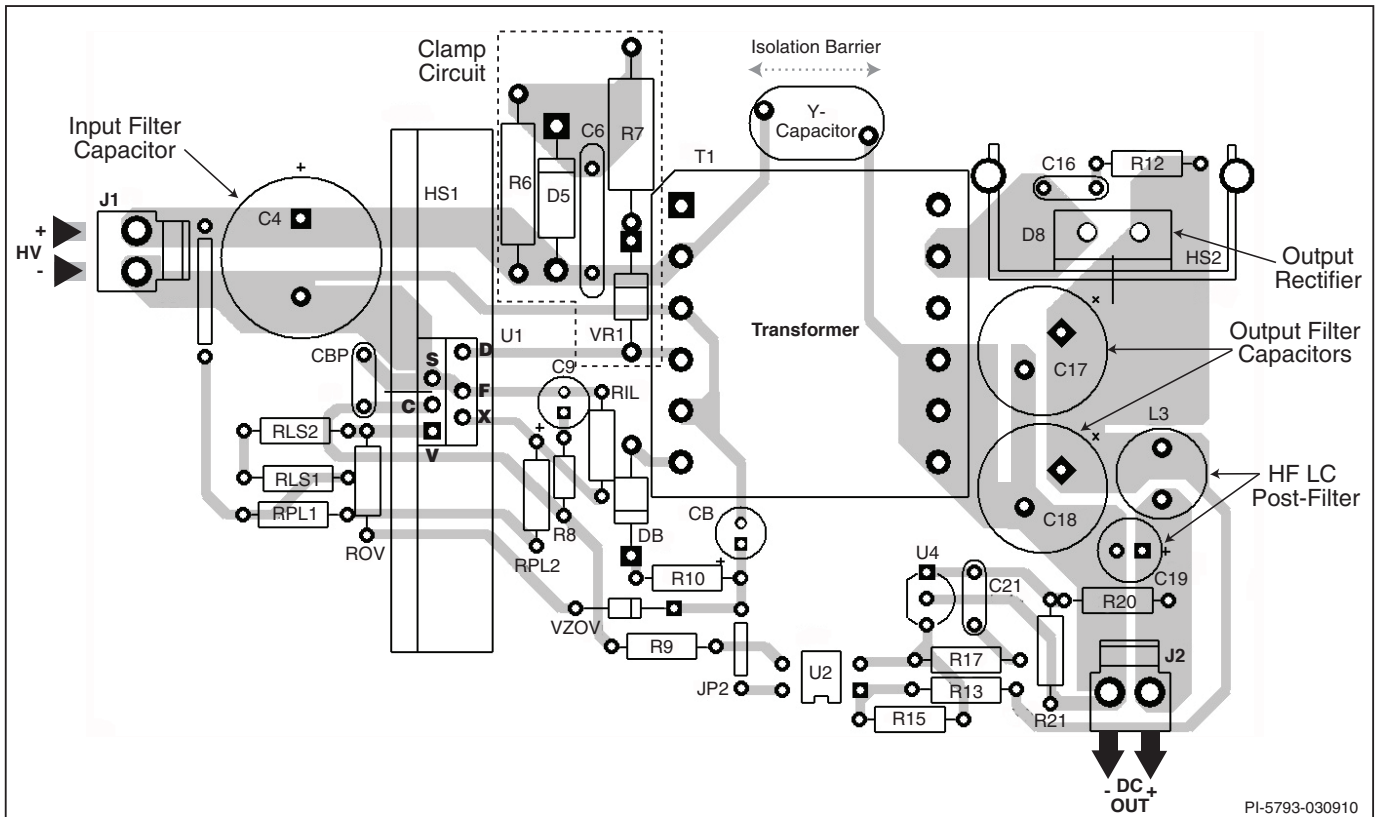 Clamp
Circuit
Isolation Barrier
Y-
Capacitor
Input Filter
Capacitor
J1
+
C4
HS1
R6
D5
C6
R7
T1
C16
R12
D8
HS2
Output
Rectifier
+
HV
-
U1
VR1
Transformer
Output Filter
Capacitors
C17
CBP
S
D
F
C
X
V
C9
RIL
+
RLS2
RLS1
RPL1
ROV
RPL2
R8
DB
CB
+
L3
HF LC
Post-Filter
C18
+
C19
R10
U4
C21
R20
VZOV
R9
JP2
U2
R17
R13
R15
R21
J2
- DC +
OUT
PI-5793-030910